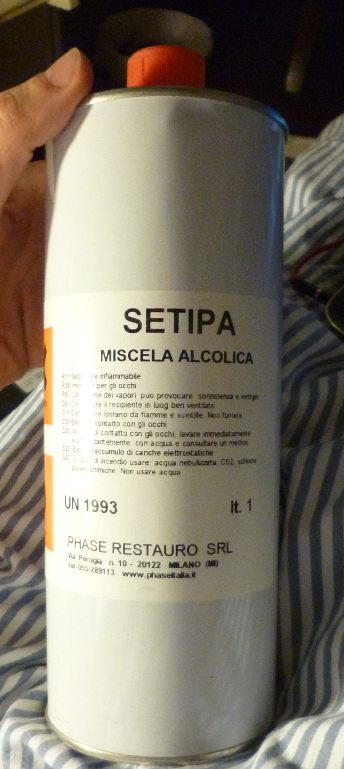 SETIPA
MISCELA ALCOLICA
infiammabile
per gli occhi
dei vapori può provocare sonnolenza e vertigini
il recipiente in luog ben ventilato
lontano da fiamme e scintille. Non fumare
contatto con gli occhi
contatto con gli occhi, lavare immediatamente
con acqua e consultare un medico
accumulo di cariche elettrostatiche
incendio usare: acqua nebulizzata, CO2, schiuma
chimiche. Non usare acqua
UN 1993
lt. 1
PHASE RESTAURO SRL
Via Perugia n. 10 - 20122 MILANO (MI)
Tel 055-289113 www.phaseitalia.it